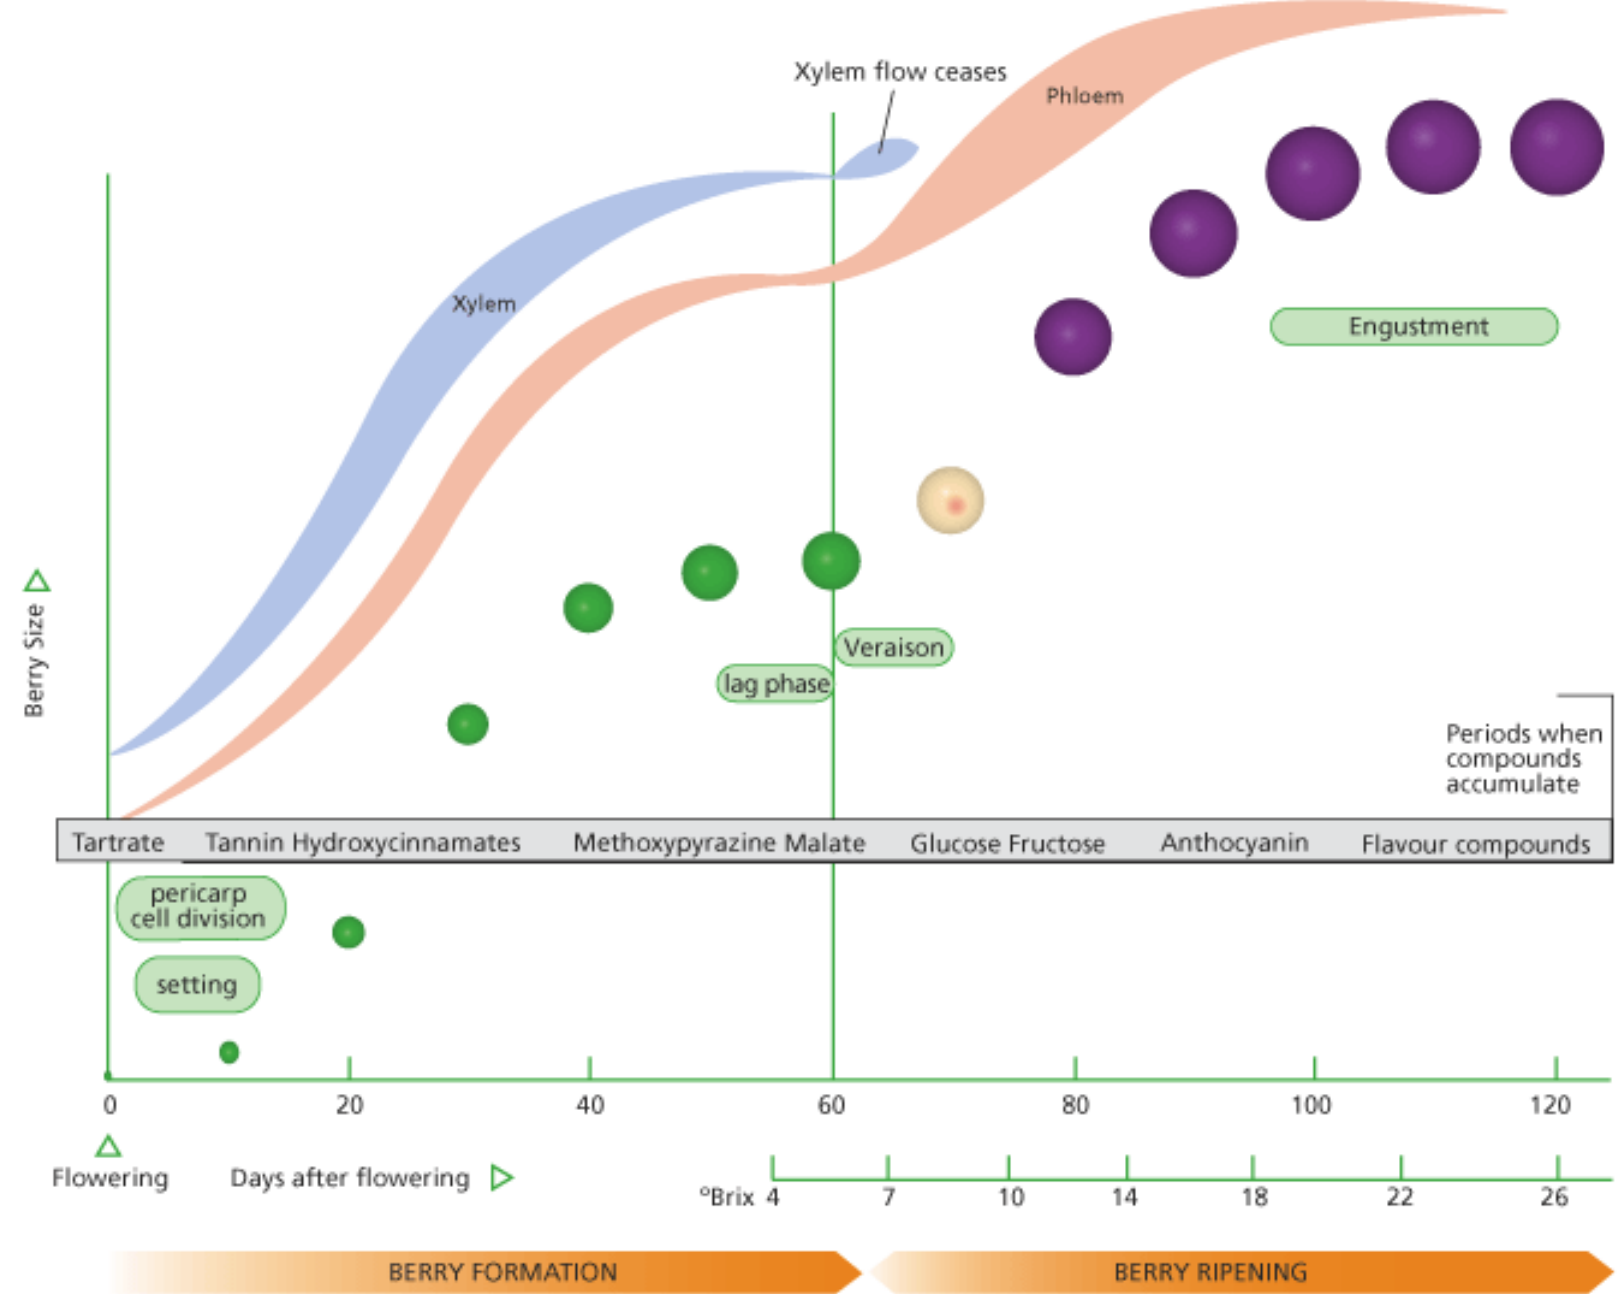 Xylem flow ceases
Phloem
Xylem
Engustment
Berry Size
Veraison
lag phase
Periods when
compounds
accumulate
Tartrate Tannin Hydroxycinnamates Methoxypyrazine Malate Glucose Fructose Anthocyanin Flavour compounds
pericarp
cell division
setting
0 20 40 60 80 100 120
Flowering Days after flowering
ºBrix 4 7 10 14 18 22 26
BERRY FORMATION BERRY RIPENING